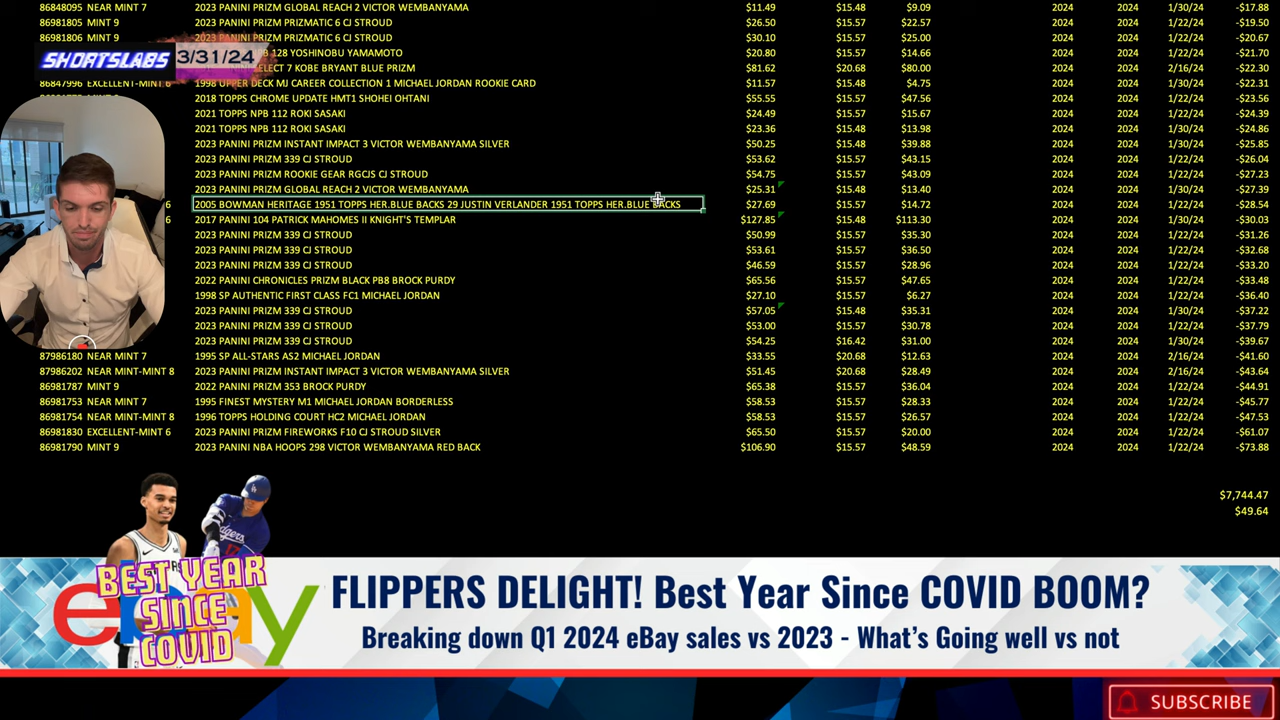 86848095 NEAR MINT 7 2023 PANINI PRIZM GLOBAL REACH 2 VICTOR WEMBANYAMA $11.49 $15.48 $9.09 2024 2024 1/30/24 -$17.88
86981805 MINT 9 2023 PANINI PRIZM PRIZMATIC 6 CJ STROUD $26.50 $15.57 $22.57 2024 2024 1/22/24 -$19.50
86981806 MINT 9 2023 PANINI PRIZM PRIZMATIC 6 CJ STROUD $30.10 $15.57 $25.00 2024 2024 1/22/24 -$20.67
128 YOSHINOBU YAMAMOTO $20.80 $15.57 $14.66 2024 2024 1/22/24 -$21.70
SHORTSLABS 3/31/24
7 KOBE BRYANT BLUE PRIZM $81.62 $20.68 $80.00 2024 2024 2/16/24 -$22.30
86847996 EXCELLENT-MINT 6 1998 UPPER DECK MJ CAREER COLLECTION 1 MICHAEL JORDAN ROOKIE CARD $11.57 $15.48 $4.75 2024 2024 1/30/24 -$22.31
2018 TOPPS CHROME UPDATE HMT1 SHOHEI OHTANI $55.55 $15.57 $47.56 2024 2024 1/22/24 -$23.56
2021 TOPPS NPB 112 ROKI SASAKI $24.49 $15.57 $15.67 2024 2024 1/22/24 -$24.39
2021 TOPPS NPB 112 ROKI SASAKI $23.36 $15.48 $13.98 2024 2024 1/30/24 -$24.86
2023 PANINI PRIZM INSTANT IMPACT 3 VICTOR WEMBANYAMA SILVER $50.25 $15.48 $39.88 2024 2024 1/30/24 -$25.85
2023 PANINI PRIZM 339 CJ STROUD $53.62 $15.57 $43.15 2024 2024 1/22/24 -$26.04
2023 PANINI PRIZM ROOKIE GEAR RGCJS CJ STROUD $54.75 $15.57 $43.09 2024 2024 1/22/24 -$27.23
2023 PANINI PRIZM GLOBAL REACH 2 VICTOR WEMBANYAMA $25.31 $15.48 $13.40 2024 2024 1/30/24 -$27.39
6 2005 BOWMAN HERITAGE 1951 TOPPS HER.BLUE BACKS 29 JUSTIN VERLANDER 1951 TOPPS HER.BLUE BACKS $27.69 $15.57 $14.72 2024 2024 1/22/24 -$28.54
6 2017 PANINI 104 PATRICK MAHOMES II KNIGHT'S TEMPLAR $127.85 $15.48 $113.30 2024 2024 1/30/24 -$30.03
2023 PANINI PRIZM 339 CJ STROUD $50.99 $15.57 $35.30 2024 2024 1/22/24 -$31.26
2023 PANINI PRIZM 339 CJ STROUD $53.61 $15.57 $36.50 2024 2024 1/22/24 -$32.68
2023 PANINI PRIZM 339 CJ STROUD $46.59 $15.57 $28.96 2024 2024 1/22/24 -$33.20
2022 PANINI CHRONICLES PRIZM BLACK PB8 BROCK PURDY $65.56 $15.57 $47.65 2024 2024 1/22/24 -$33.48
1998 SP AUTHENTIC FIRST CLASS FC1 MICHAEL JORDAN $27.10 $15.57 $6.27 2024 2024 1/22/24 -$36.40
2023 PANINI PRIZM 339 CJ STROUD $57.05 $15.48 $35.31 2024 2024 1/30/24 -$37.22
2023 PANINI PRIZM 339 CJ STROUD $53.00 $15.57 $30.78 2024 2024 1/22/24 -$37.79
2023 PANINI PRIZM 339 CJ STROUD $54.25 $16.42 $31.00 2024 2024 1/30/24 -$39.67
87986180 NEAR MINT 7 1995 SP ALL-STARS AS2 MICHAEL JORDAN $33.55 $20.68 $12.63 2024 2024 2/16/24 -$41.60
87986202 NEAR MINT-MINT 8 2023 PANINI PRIZM INSTANT IMPACT 3 VICTOR WEMBANYAMA SILVER $51.45 $20.68 $28.49 2024 2024 2/16/24 -$43.64
86981787 MINT 9 2022 PANINI PRIZM 353 BROCK PURDY $65.38 $15.57 $36.04 2024 2024 1/22/24 -$44.91
86981753 NEAR MINT 7 1995 FINEST MYSTERY M1 MICHAEL JORDAN BORDERLESS $58.53 $15.57 $28.33 2024 2024 1/22/24 -$45.77
86981754 NEAR MINT-MINT 8 1996 TOPPS HOLDING COURT HC2 MICHAEL JORDAN $58.53 $15.57 $26.57 2024 2024 1/22/24 -$47.53
86981830 EXCELLENT-MINT 6 2023 PANINI PRIZM FIREWORKS F10 CJ STROUD SILVER $65.50 $15.57 $20.00 2024 2024 1/22/24 -$61.07
86981790 MINT 9 2023 PANINI NBA HOOPS 298 VICTOR WEMBANYAMA RED BACK $106.90 $15.57 $48.59 2024 2024 1/22/24 -$73.88
$7,744.47
$49.64
Dodgers
BEST YEAR
SINCE
COVID
ebay
FLIPPERS DELIGHT! Best Year Since COVID BOOM?
Breaking down Q1 2024 eBay sales vs 2023 - What's Going well vs not
SUBSCRIBE